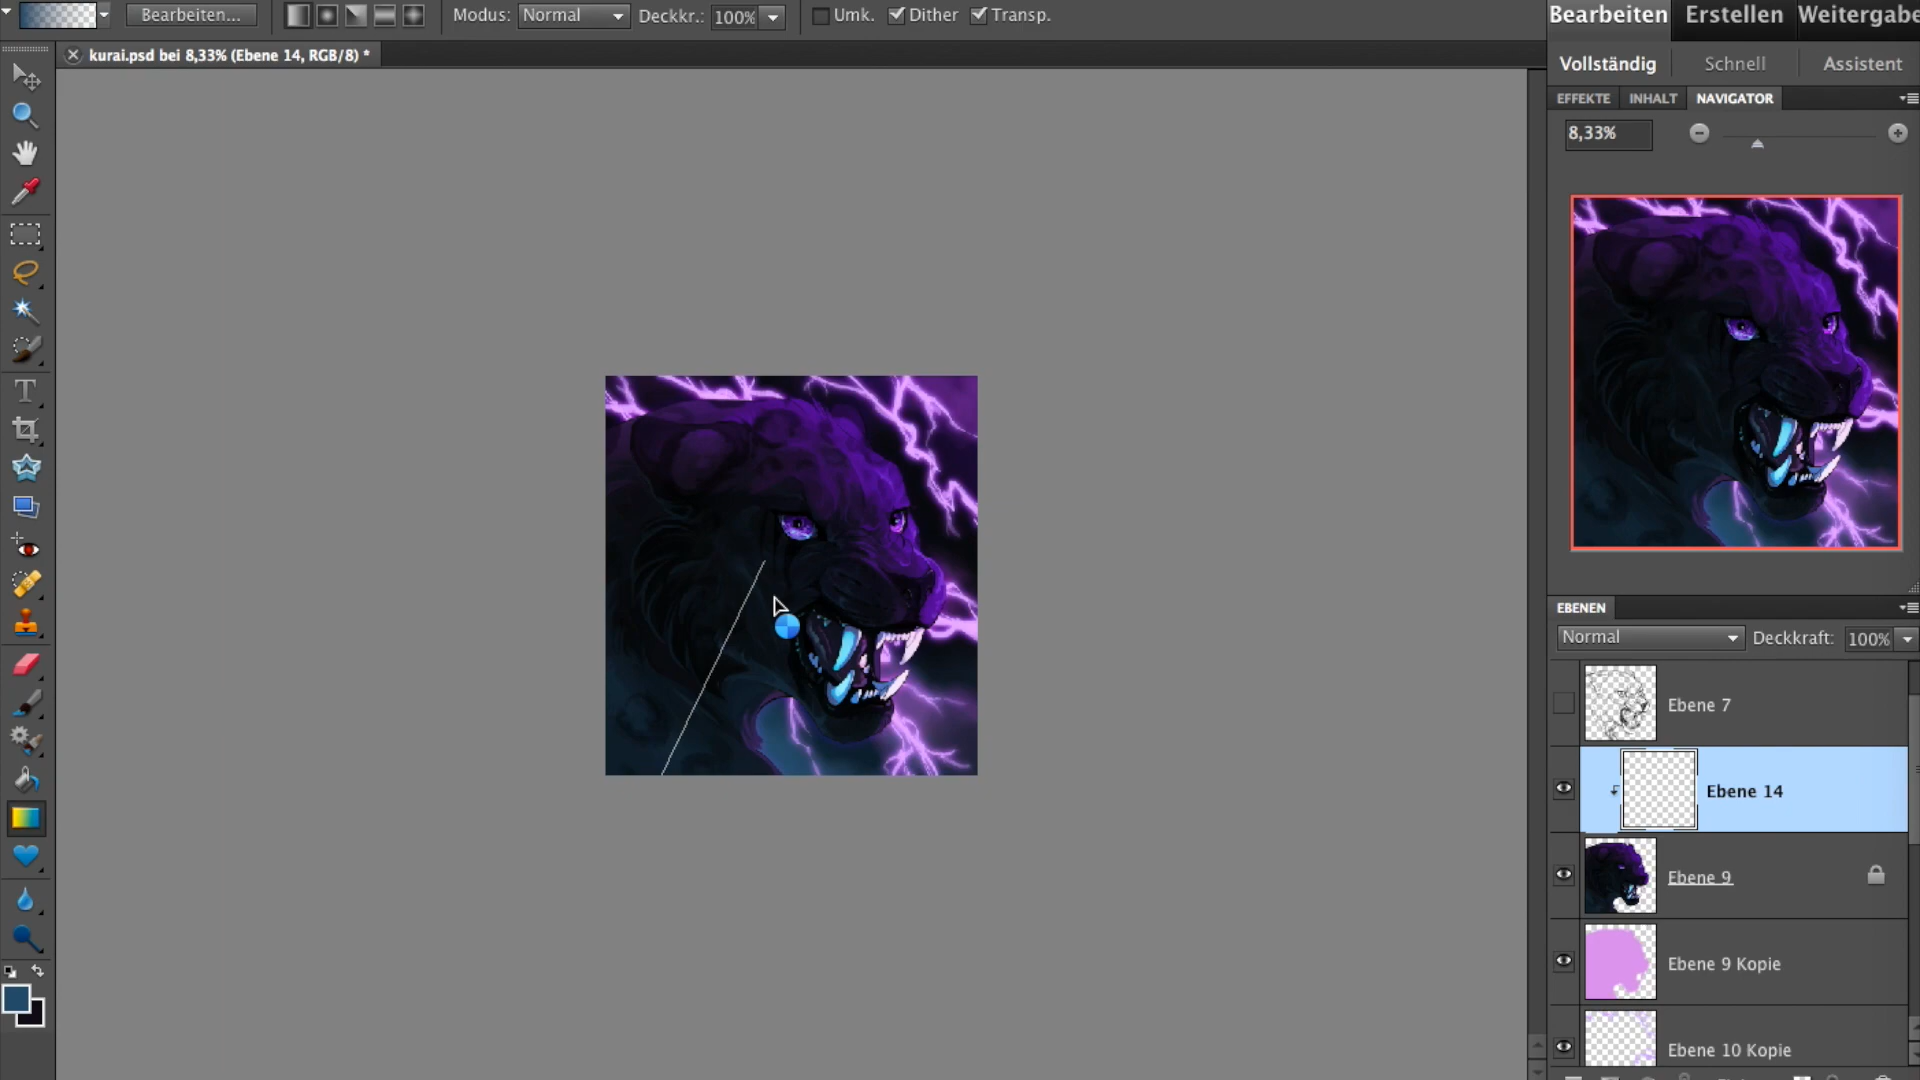 Bearbeiten...
Modus: Normal
Deckkr.: 100%
Umk.
Dither
Transp.
Bearbeiten
Erstellen
Weitergabe
kurai.psd bei 8,33% (Ebene 14, RGB/8) *
Vollständig
Schnell
Assistent
EFFEKTE
INHALT
NAVIGATOR
8,33%
T
EBENEN
Normal
Deckkraft: 100%
Ebene 7
Ebene 14
Ebene 9
Ebene 9 Kopie
Ebene 10 Kopie